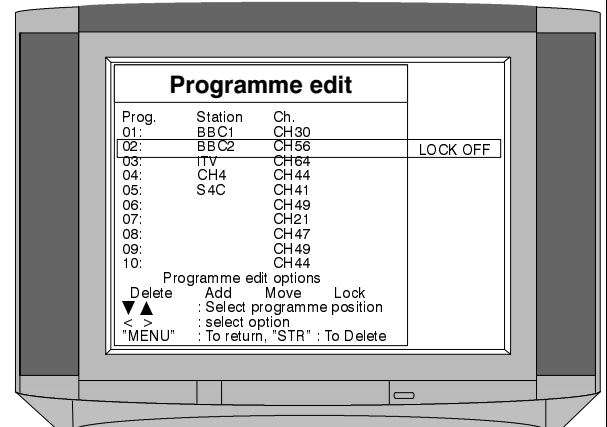 Programme edit
Prog. Station Ch.
01: BBC1 CH30
02: BBC2 CH56 LOCK OFF
03: ITV CH64
04: CH4 CH44
05: S4C CH41
06: CH49
07: CH21
08: CH47
09: CH49
10: CH44
Programme edit options
Delete Add Move Lock
▼▲ : Select programme position
< > : select option
"MENU" : To return, "STR" : To Delete